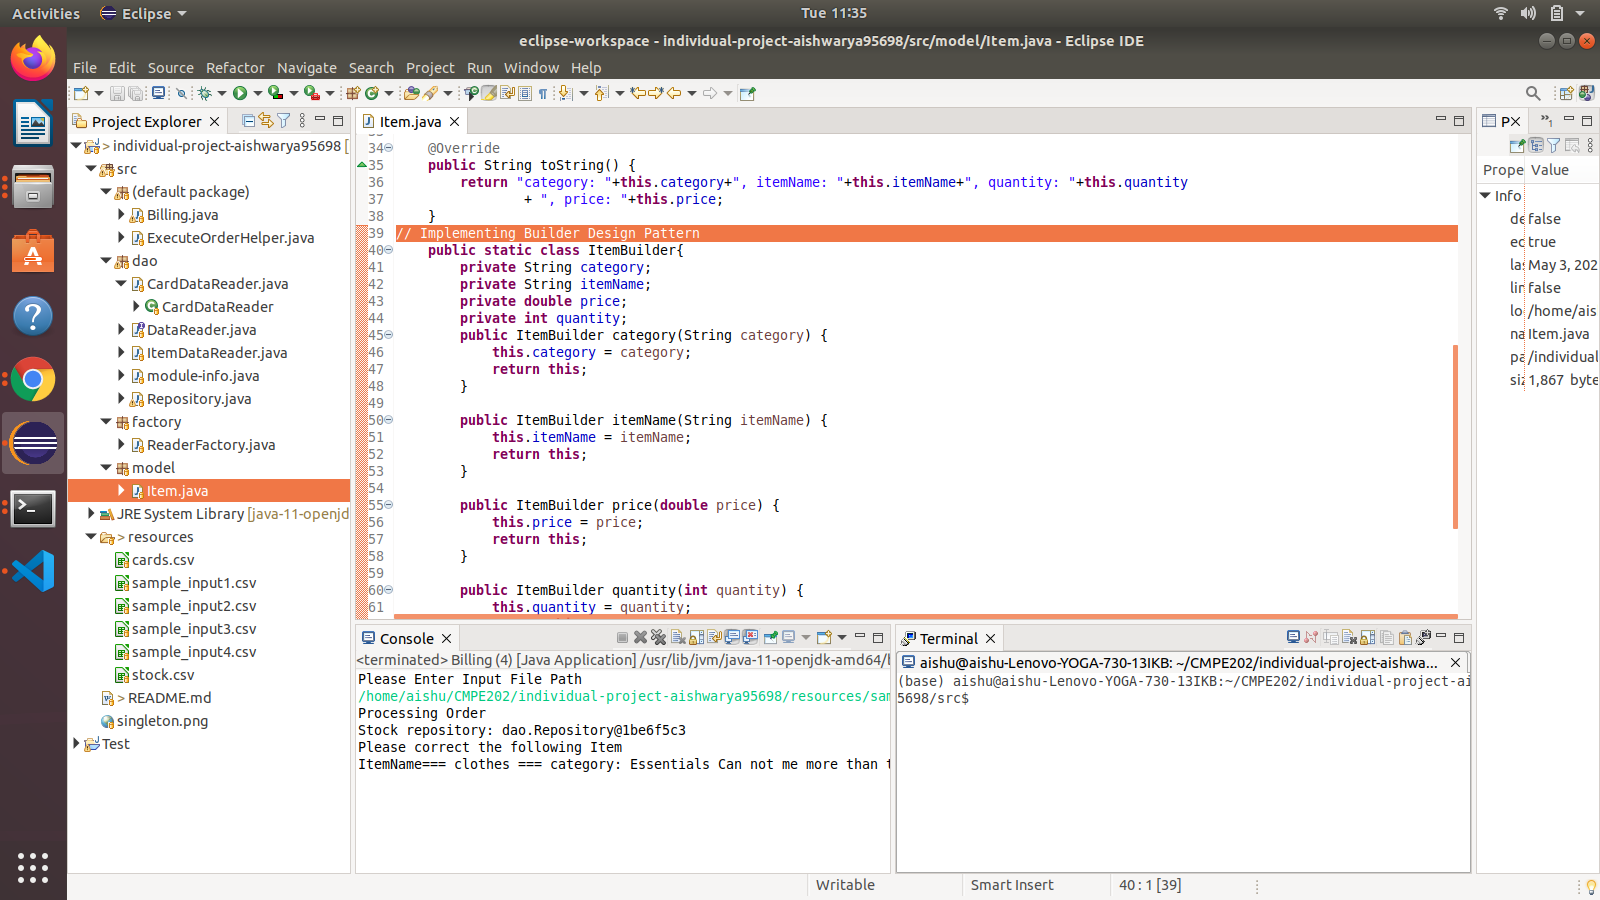 Activities
Eclipse
Tue 11:35
eclipse-workspace - individual-project-aishwarya95698/src/model/Item.java - Eclipse IDE
File Edit Source Refactor Navigate Search Project Run Window Help
Project Explorer
> individual-project-aishwarya95698 [
src
(default package)
Billing.java
ExecuteOrderHelper.java
dao
CardDataReader.java
CardDataReader
DataReader.java
ItemDataReader.java
module-info.java
Repository.java
factory
ReaderFactory.java
model
Item.java
JRE System Library [java-11-openjd
> resources
cards.csv
sample_input1.csv
sample_input2.csv
sample_input3.csv
sample_input4.csv
stock.csv
> README.md
singleton.png
Test
Item.java
34 @Override
35 public String toString() {
36 return "category: "+this.category+", itemName: "+this.itemName+", quantity: "+this.quantity
37 + ", price: "+this.price;
38 }
39 // Implementing Builder Design Pattern
40 public static class ItemBuilder{
41 private String category;
42 private String itemName;
43 private double price;
44 private int quantity;
45 public ItemBuilder category(String category) {
46 this.category = category;
47 return this;
48 }
49
50 public ItemBuilder itemName(String itemName) {
51 this.itemName = itemName;
52 return this;
53 }
54
55 public ItemBuilder price(double price) {
56 this.price = price;
57 return this;
58 }
59
60 public ItemBuilder quantity(int quantity) {
61 this.quantity = quantity;
Console
<terminated> Billing (4) [Java Application] /usr/lib/jvm/java-11-openjdk-amd64/b
Please Enter Input File Path
/home/aishu/CMPE202/individual-project-aishwarya95698/resources/sam
Processing Order
Stock repository: dao.Repository@1be6f5c3
Please correct the following Item
ItemName=== clothes === category: Essentials Can not me more than t
Terminal
aishu@aishu-Lenovo-YOGA-730-13IKB: ~/CMPE202/individual-project-aishwa...
(base) aishu@aishu-Lenovo-YOGA-730-13IKB:~/CMPE202/individual-project-ai
5698/src$
P
Prope Value
Info
de false
ec true
las May 3, 202
lin false
lo /home/ais
na Item.java
pa /individual
siz 1,867 byte
Writable
Smart Insert
40 : 1 [39]